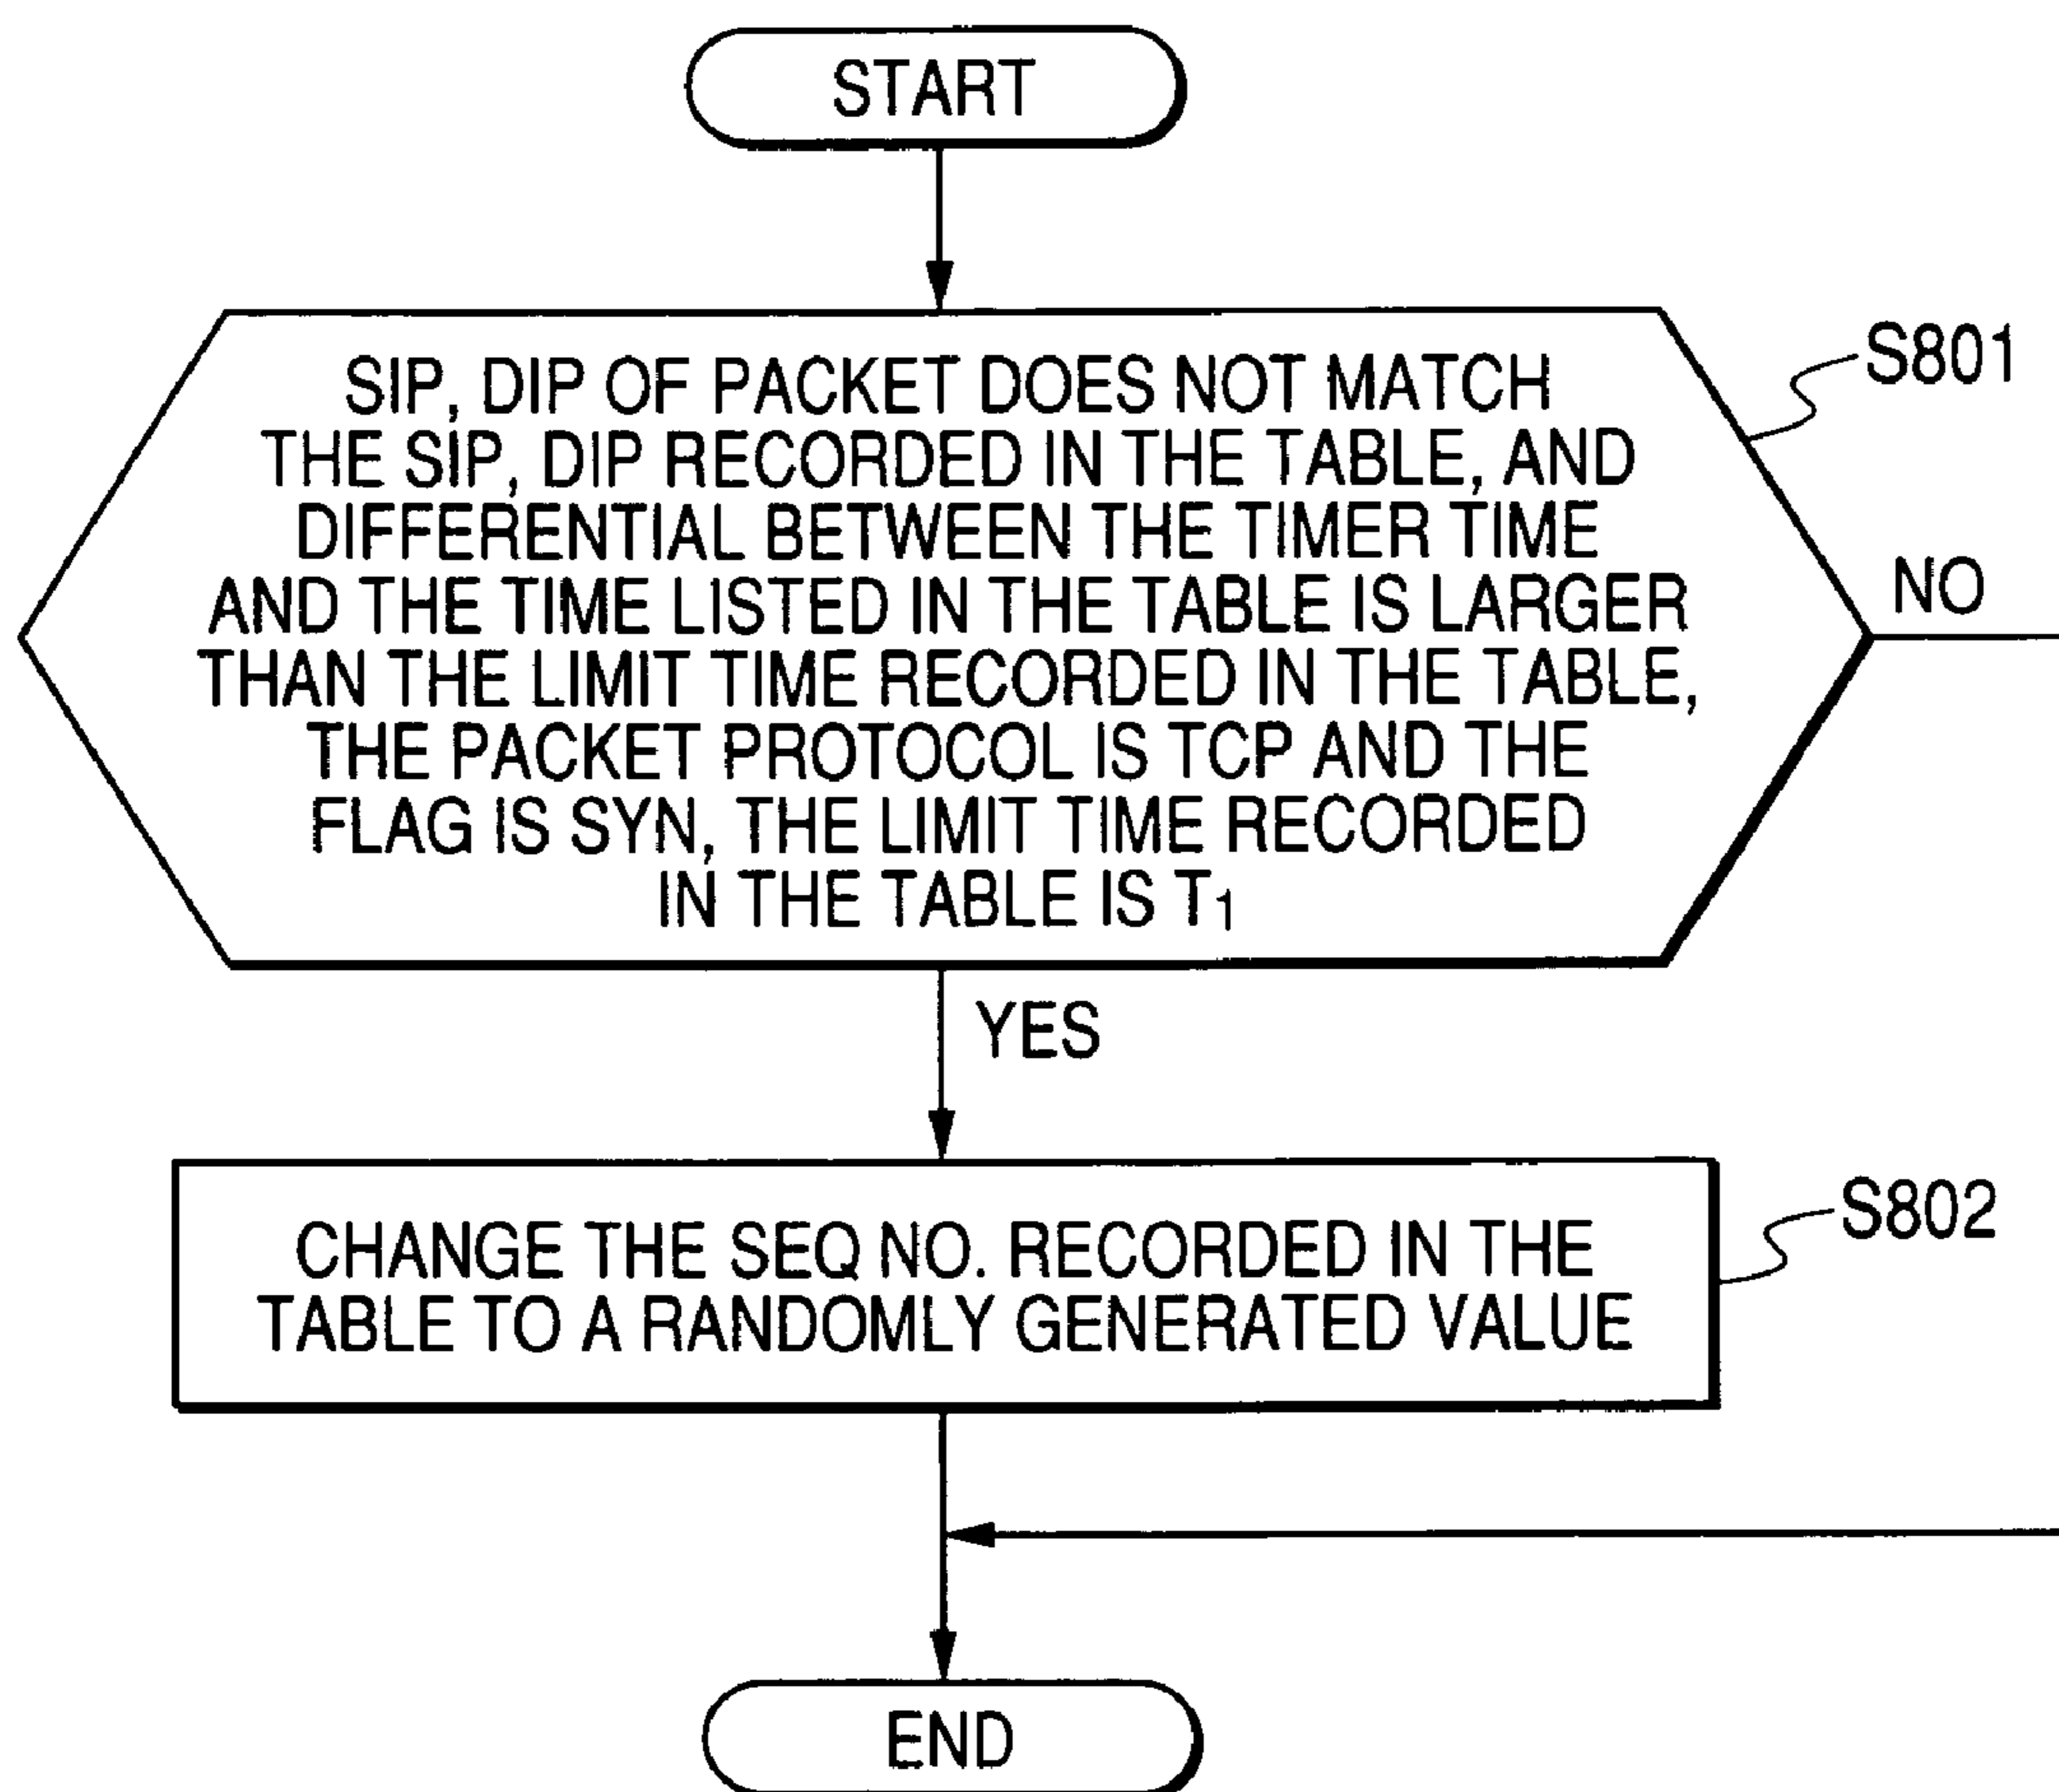 START
SIP, DIP OF PACKET DOES NOT MATCH
THE SIP, DIP RECORDED IN THE TABLE, AND
DIFFERENTIAL BETWEEN THE TIMER TIME
AND THE TIME LISTED IN THE TABLE IS LARGER
THAN THE LIMIT TIME RECORDED IN THE TABLE,
THE PACKET PROTOCOL IS TCP AND THE
FLAG IS SYN, THE LIMIT TIME RECORDED
IN THE TABLE IS T1
S801
NO
YES
CHANGE THE SEQ NO. RECORDED IN THE
TABLE TO A RANDOMLY GENERATED VALUE
S802
END